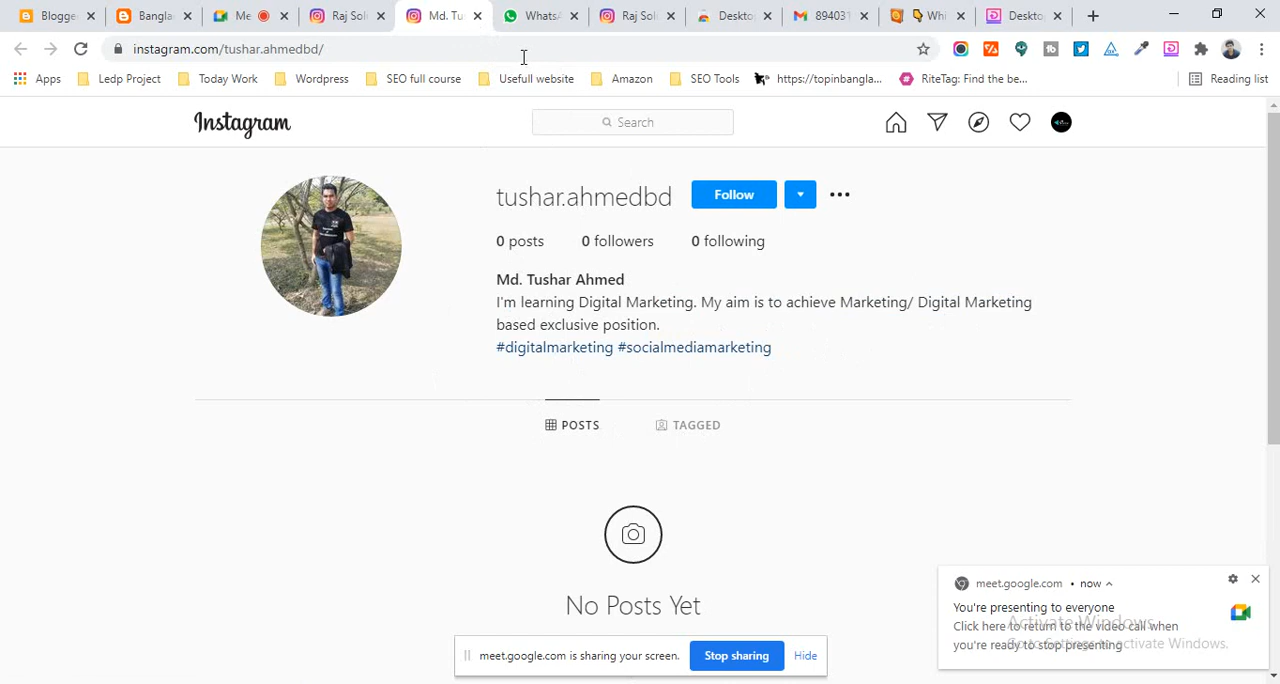 Blogge
Bangla
Me
Raj Sol
Md. Tu
WhatsA
Raj Sol
Deskto
894031
Whi
Deskto
instagram.com/tushar.ahmedbd/
Apps
Ledp Project
Today Work
Wordpress
SEO full course
Usefull website
Amazon
SEO Tools
https://topinbangla...
RiteTag: Find the be...
Reading list
Instagram
Search
tushar.ahmedbd
Follow
0 posts
0 followers
0 following
Md. Tushar Ahmed
I'm learning Digital Marketing. My aim is to achieve Marketing/ Digital Marketing
based exclusive position.
#digitalmarketing #socialmediamarketing
POSTS
TAGGED
No Posts Yet
meet.google.com • now
You're presenting to everyone
Click here to return to the video call when
you're ready to stop presenting
Activate Windows
Go to Settings to activate Windows.
meet.google.com is sharing your screen.
Stop sharing
Hide